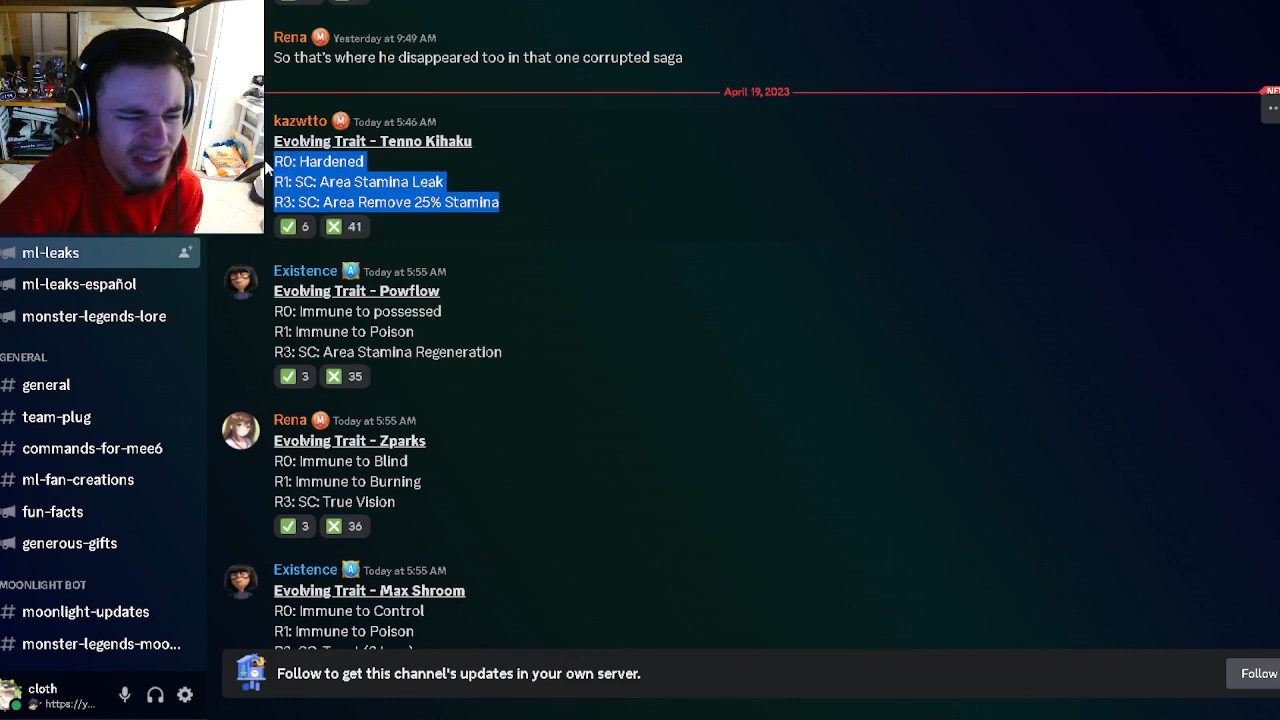 Rena M Yesterday at 9:49 AM
So that's where he disappeared too in that one corrupted saga
April 19, 2023
NEW
kazwtto M Today at 5:46 AM
Evolving Trait - Tenno Kihaku
R0: Hardened
R1: SC: Area Stamina Leak
R3: SC: Area Remove 25% Stamina
6 41
ml-leaks
ml-leaks-español
monster-legends-lore
GENERAL
general
team-plug
commands-for-mee6
ml-fan-creations
fun-facts
generous-gifts
MOONLIGHT BOT
moonlight-updates
monster-legends-moo...
cloth
https://y...
Existence A Today at 5:55 AM
Evolving Trait - Powflow
R0: Immune to possessed
R1: Immune to Poison
R3: SC: Area Stamina Regeneration
3 35
Rena M Today at 5:55 AM
Evolving Trait - Zparks
R0: Immune to Blind
R1: Immune to Burning
R3: SC: True Vision
3 36
Existence A Today at 5:55 AM
Evolving Trait - Max Shroom
R0: Immune to Control
R1: Immune to Poison
Follow to get this channel's updates in your own server.
Follow